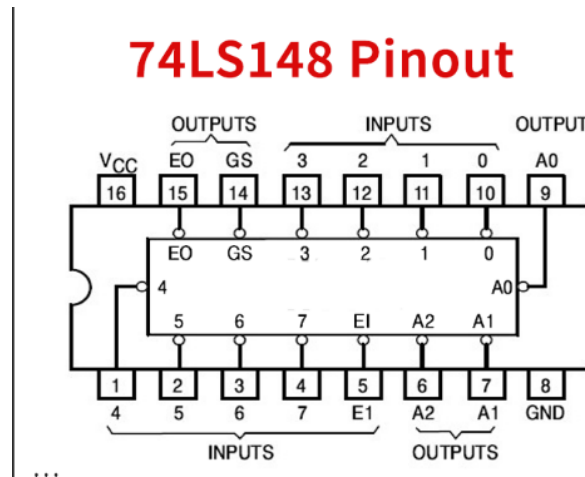 74LS148 Pinout
OUTPUTS INPUTS OUTPUT
VCC EO GS 3 2 1 0 A0
16 15 14 13 12 11 10 9
EO GS 3 2 1 0
4 A0
5 6 7 EI A2 A1
1 2 3 4 5 6 7 8
4 5 6 7 E1 A2 A1 GND
INPUTS OUTPUTS
...